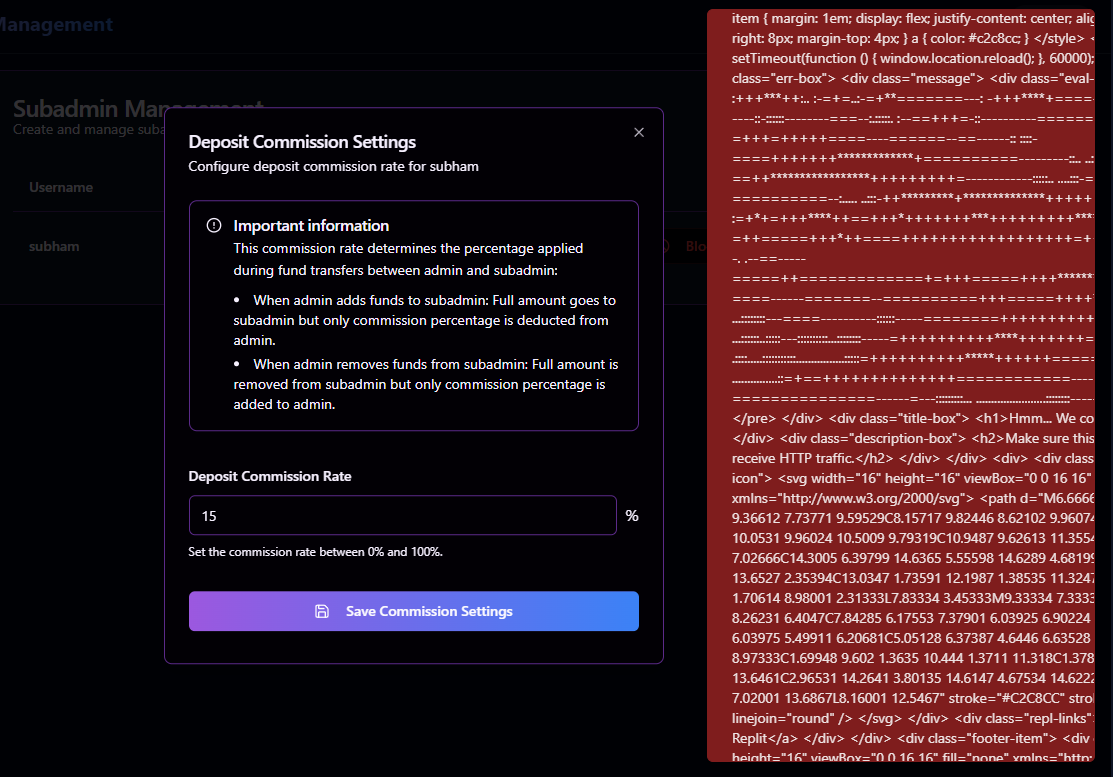 Management
Subadmin Management
Create and manage suba
Username
subham
Blo
Deposit Commission Settings
Configure deposit commission rate for subham
Important information
This commission rate determines the percentage applied
during fund transfers between admin and subadmin:
• When admin adds funds to subadmin: Full amount goes to
subadmin but only commission percentage is deducted from
admin.
• When admin removes funds from subadmin: Full amount is
removed from subadmin but only commission percentage is
added to admin.
Deposit Commission Rate
15
%
Set the commission rate between 0% and 100%.
Save Commission Settings
item { margin: 1em; display: flex; justify-content: center; alig
right: 8px; margin-top: 4px; } a { color: #c2c8cc; } </style> <
setTimeout(function () { window.location.reload(); }, 60000);
class="err-box"> <div class="message"> <div class="eval-
</pre> </div> <div class="title-box"> <h1>Hmm... We co
</div> <div class="description-box"> <h2>Make sure this
receive HTTP traffic.</h2> </div> </div> <div> <div class
icon"> <svg width="16" height="16" viewBox="0 0 16 16"
xmlns="http://www.w3.org/2000/svg"> <path d="M6.6666
9.36612 7.73771 9.59529C8.15717 9.82446 8.62102 9.96074
10.0531 9.96024 10.5009 9.79319C10.9487 9.62613 11.3554
7.02666C14.3005 6.39799 14.6365 5.55598 14.6289 4.68199
13.6527 2.35394C13.0347 1.73591 12.1987 1.38535 11.3247
1.70614 8.98001 2.31333L7.83334 3.45333M9.33334 7.3333
8.26231 6.4047C7.84285 6.17553 7.37901 6.03925 6.90224
6.03975 5.49911 6.20681C5.05128 6.37387 4.6446 6.63528
8.97333C1.69948 9.602 1.3635 10.444 1.3711 11.318C1.378
13.6461C2.96531 14.2641 3.80135 14.6147 4.67534 14.6222
7.02001 13.6867L8.16001 12.5467" stroke="#C2C8CC" stro
linejoin="round" /> </svg> </div> <div class="repl-links"
Replit</a> </div> </div> <div class="footer-item"> <div
height="16" viewBox="0 0 16 16" fill="none" xmlns="http: